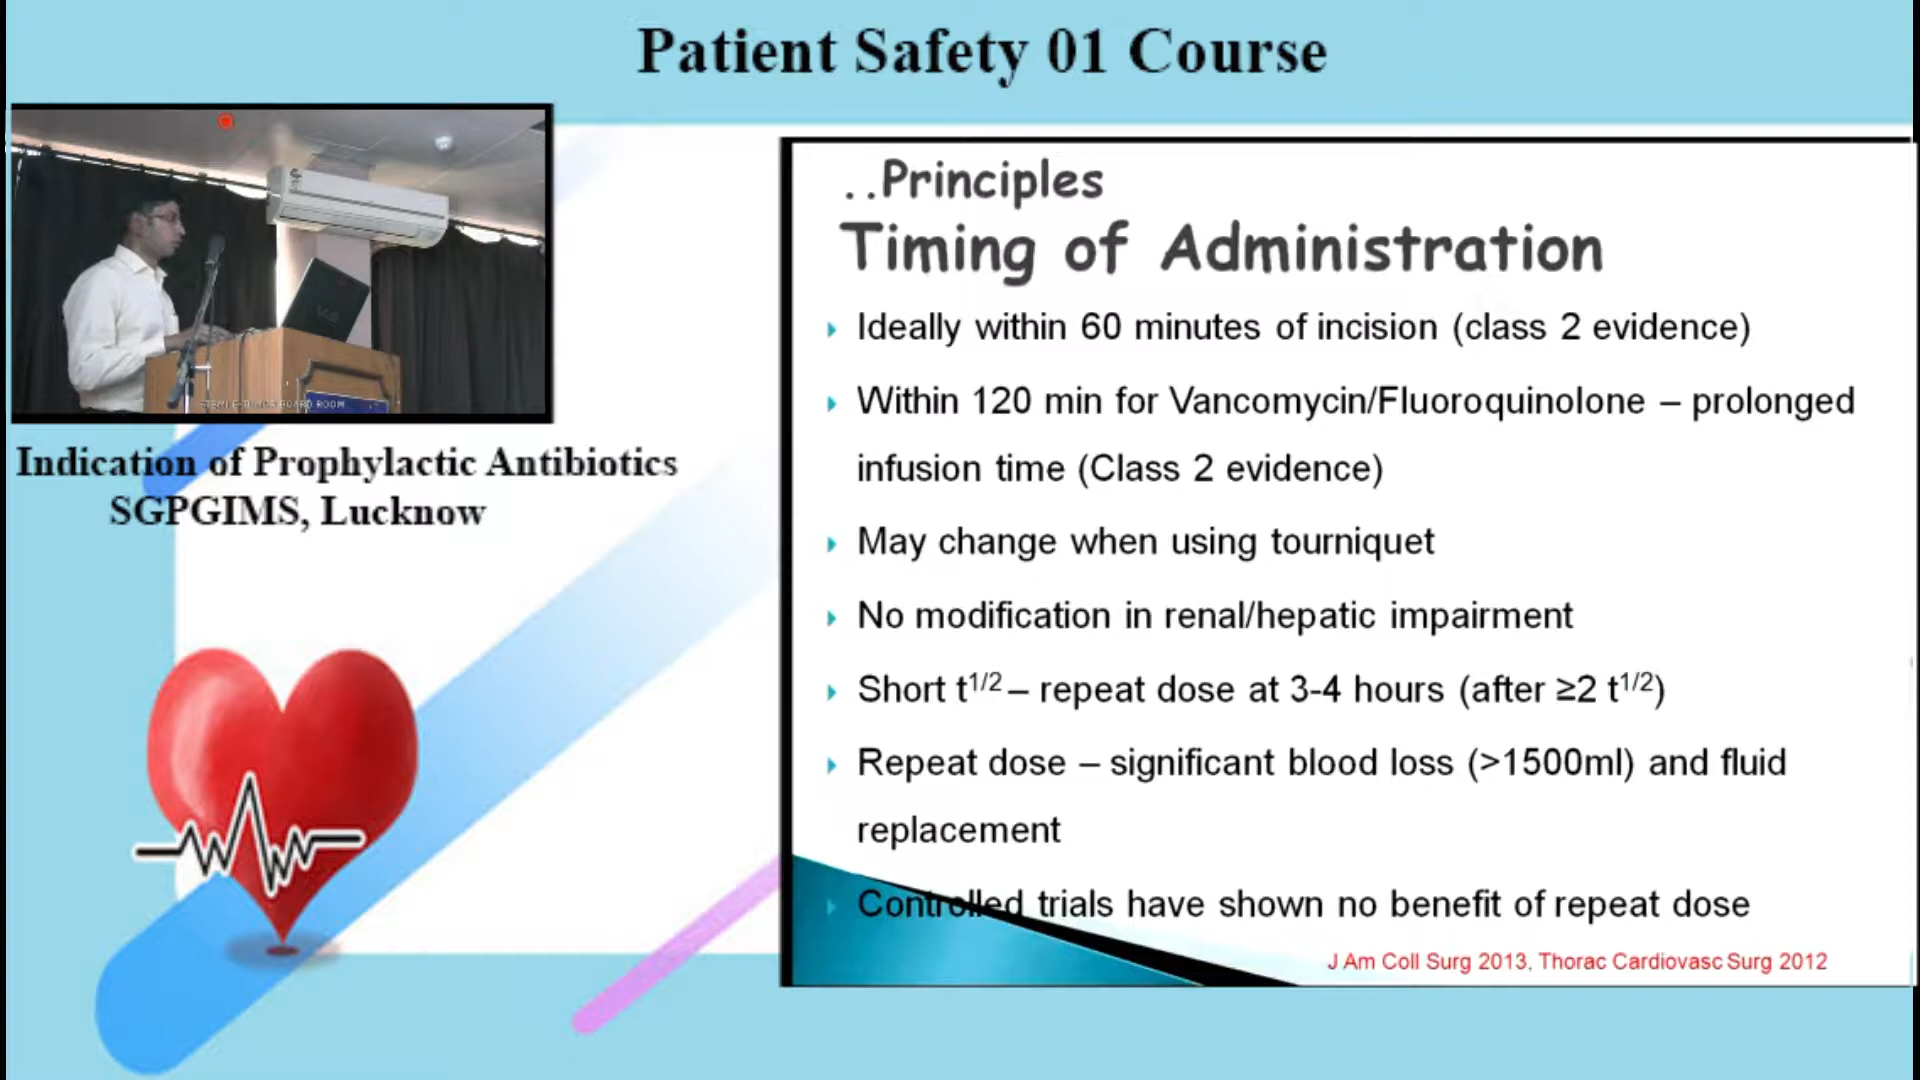 Patient Safety 01 Course
Indication of Prophylactic Antibiotics
SGPGIMS, Lucknow
..Principles
Timing of Administration
Ideally within 60 minutes of incision (class 2 evidence)
Within 120 min for Vancomycin/Fluoroquinolone – prolonged
infusion time (Class 2 evidence)
May change when using tourniquet
No modification in renal/hepatic impairment
Short t1/2 – repeat dose at 3-4 hours (after ≥2 t1/2)
Repeat dose – significant blood loss (>1500ml) and fluid
replacement
Controlled trials have shown no benefit of repeat dose
J Am Coll Surg 2013, Thorac Cardiovasc Surg 2012
BOARD ROOM